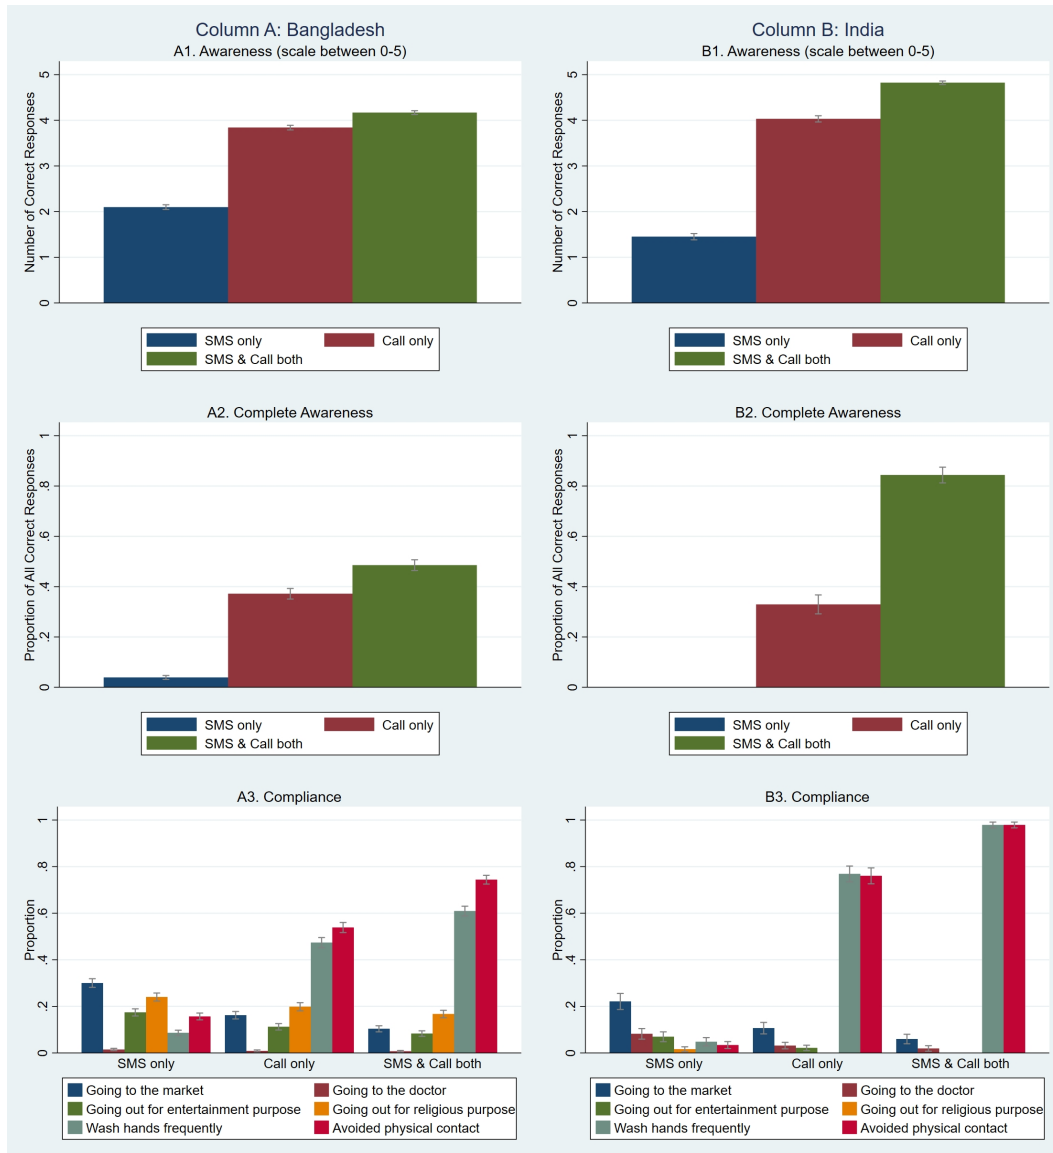 Column A: Bangladesh
A1. Awareness (scale between 0-5)
Number of Correct Responses
5
4
3
2
1
0
SMS only
Call only
SMS & Call both
Column B: India
B1. Awareness (scale between 0-5)
Number of Correct Responses
5
4
3
2
1
0
SMS only
Call only
SMS & Call both
A2. Complete Awareness
Proportion of All Correct Responses
1
.8
.6
.4
.2
0
SMS only
Call only
SMS & Call both
B2. Complete Awareness
Proportion of All Correct Responses
1
.8
.6
.4
.2
0
SMS only
Call only
SMS & Call both
A3. Compliance
Proportion
1
.8
.6
.4
.2
0
SMS only
Call only
SMS & Call both
Going to the market
Going to the doctor
Going out for entertainment purpose
Going out for religious purpose
Wash hands frequently
Avoided physical contact
B3. Compliance
Proportion
1
.8
.6
.4
.2
0
SMS only
Call only
SMS & Call both
Going to the market
Going to the doctor
Going out for entertainment purpose
Going out for religious purpose
Wash hands frequently
Avoided physical contact